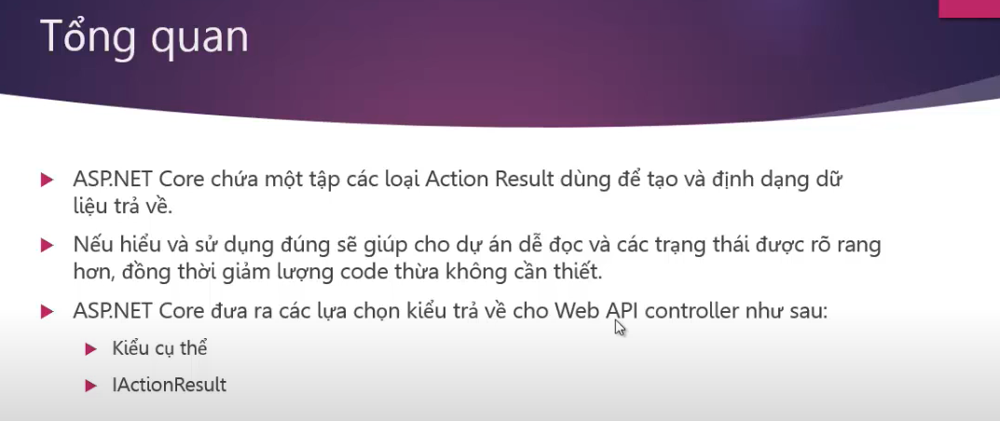 Tổng quan
ASP.NET Core chứa một tập các loại Action Result dùng để tạo và định dạng dữ
liệu trả về.
Nếu hiểu và sử dụng đúng sẽ giúp cho dự án dễ đọc và các trạng thái được rõ rang
hơn, đồng thời giảm lượng code thừa không cần thiết.
ASP.NET Core đưa ra các lựa chọn kiểu trả về cho Web API controller như sau:
Kiểu cụ thể
IActionResult